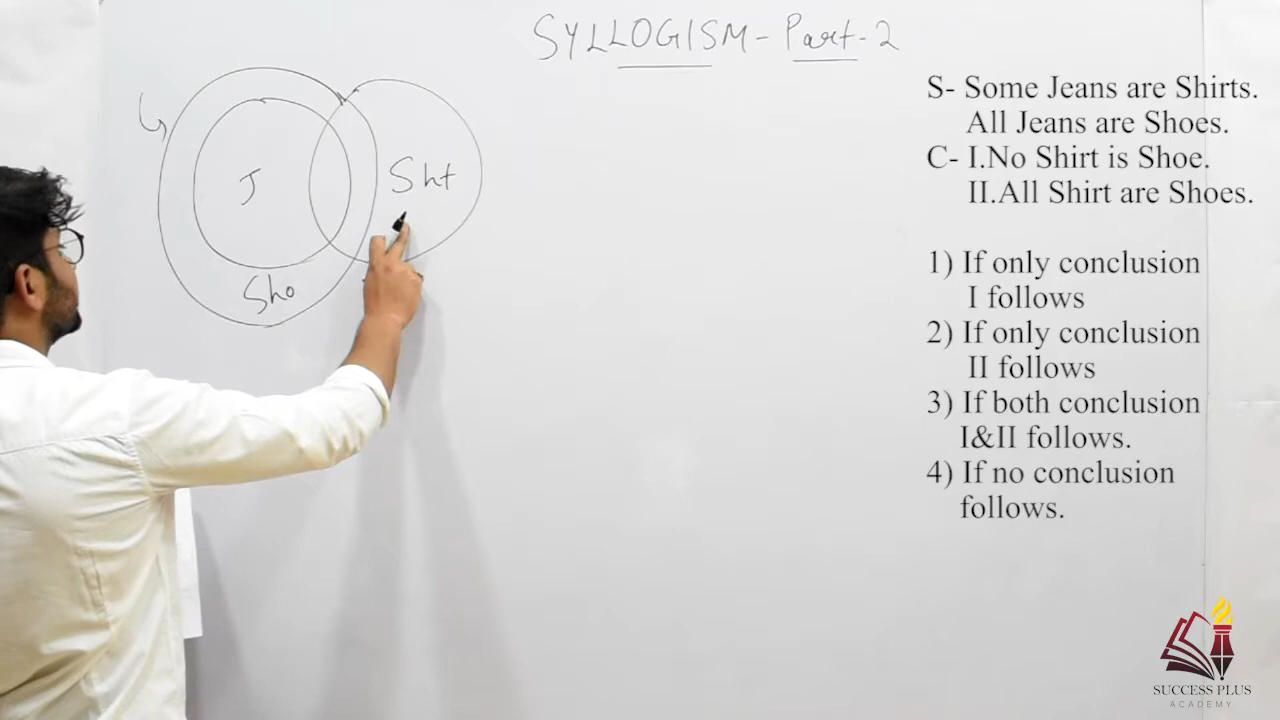 SYLLOGISM - Part-2
J
Sht
Sho
S- Some Jeans are Shirts.
All Jeans are Shoes.
C- I.No Shirt is Shoe.
II.All Shirt are Shoes.
1) If only conclusion
I follows
2) If only conclusion
II follows
3) If both conclusion
I&II follows.
4) If no conclusion
follows.
SUCCESS PLUS
ACADEMY